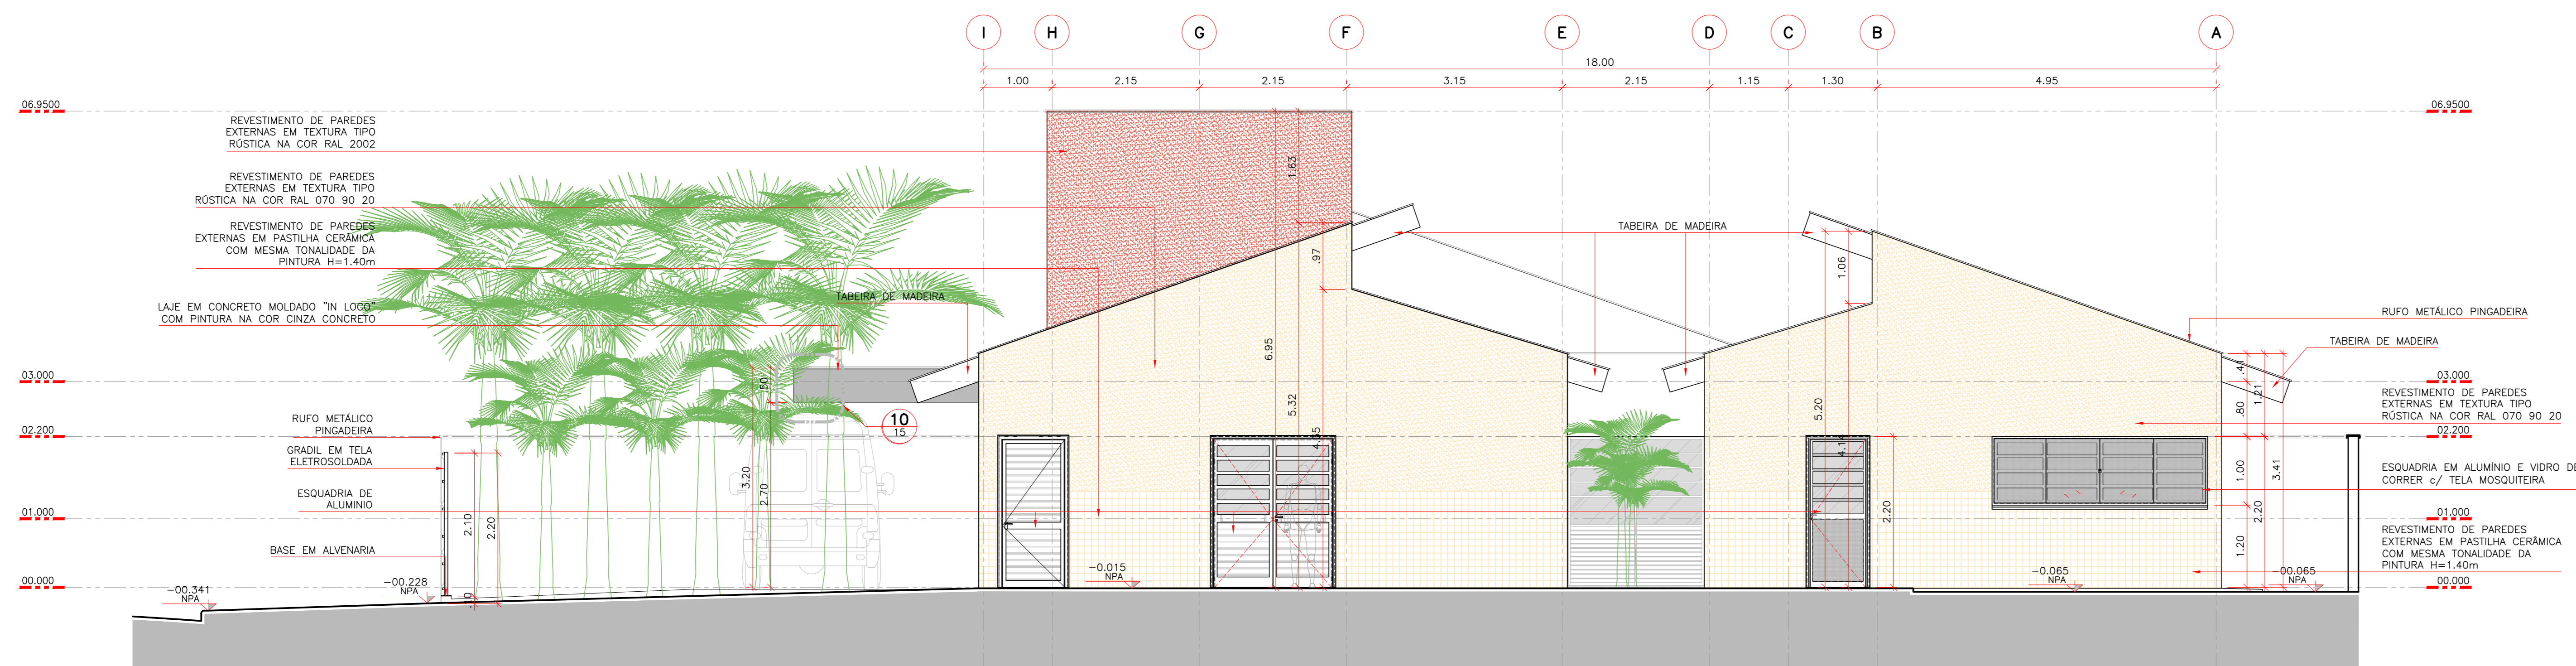 I H G F E D C B A
18.00
1.00 2.15 2.15 3.15 2.15 1.15 1.30 4.95
06.9500
06.9500
REVESTIMENTO DE PAREDES
EXTERNAS EM TEXTURA TIPO
RÚSTICA NA COR RAL 2002
REVESTIMENTO DE PAREDES
EXTERNAS EM TEXTURA TIPO
RÚSTICA NA COR RAL 070 90 20
REVESTIMENTO DE PAREDES
EXTERNAS EM PASTILHA CERÂMICA
COM MESMA TONALIDADE DA
PINTURA H=1.40m
LAJE EM CONCRETO MOLDADO "IN LOCO"
COM PINTURA NA COR CINZA CONCRETO
TABEIRA DE MADEIRA
03.000
RUFO METÁLICO
PINGADEIRA
02.200
GRADIL EM TELA
ELETROSOLDADA
ESQUADRIA DE
ALUMINIO
01.000
BASE EM ALVENARIA
00.000
-00.341
NPA
-00.228
NPA
2.10
2.20
3.20
2.70
.50
10
15
-0.015
NPA
1.63
.97
6.95
5.32
4.35
TABEIRA DE MADEIRA
1.06
5.20
4.14
2.20
RUFO METÁLICO PINGADEIRA
TABEIRA DE MADEIRA
03.000
REVESTIMENTO DE PAREDES
EXTERNAS EM TEXTURA TIPO
RÚSTICA NA COR RAL 070 90 20
02.200
ESQUADRIA EM ALUMÍNIO E VIDRO DE
CORRER c/ TELA MOSQUITEIRA
01.000
REVESTIMENTO DE PAREDES
EXTERNAS EM PASTILHA CERÂMICA
COM MESMA TONALIDADE DA
PINTURA H=1.40m
00.000
.41
1.21
.80
1.00
3.41
2.20
1.20
-0.065
NPA
-00.065
NPA